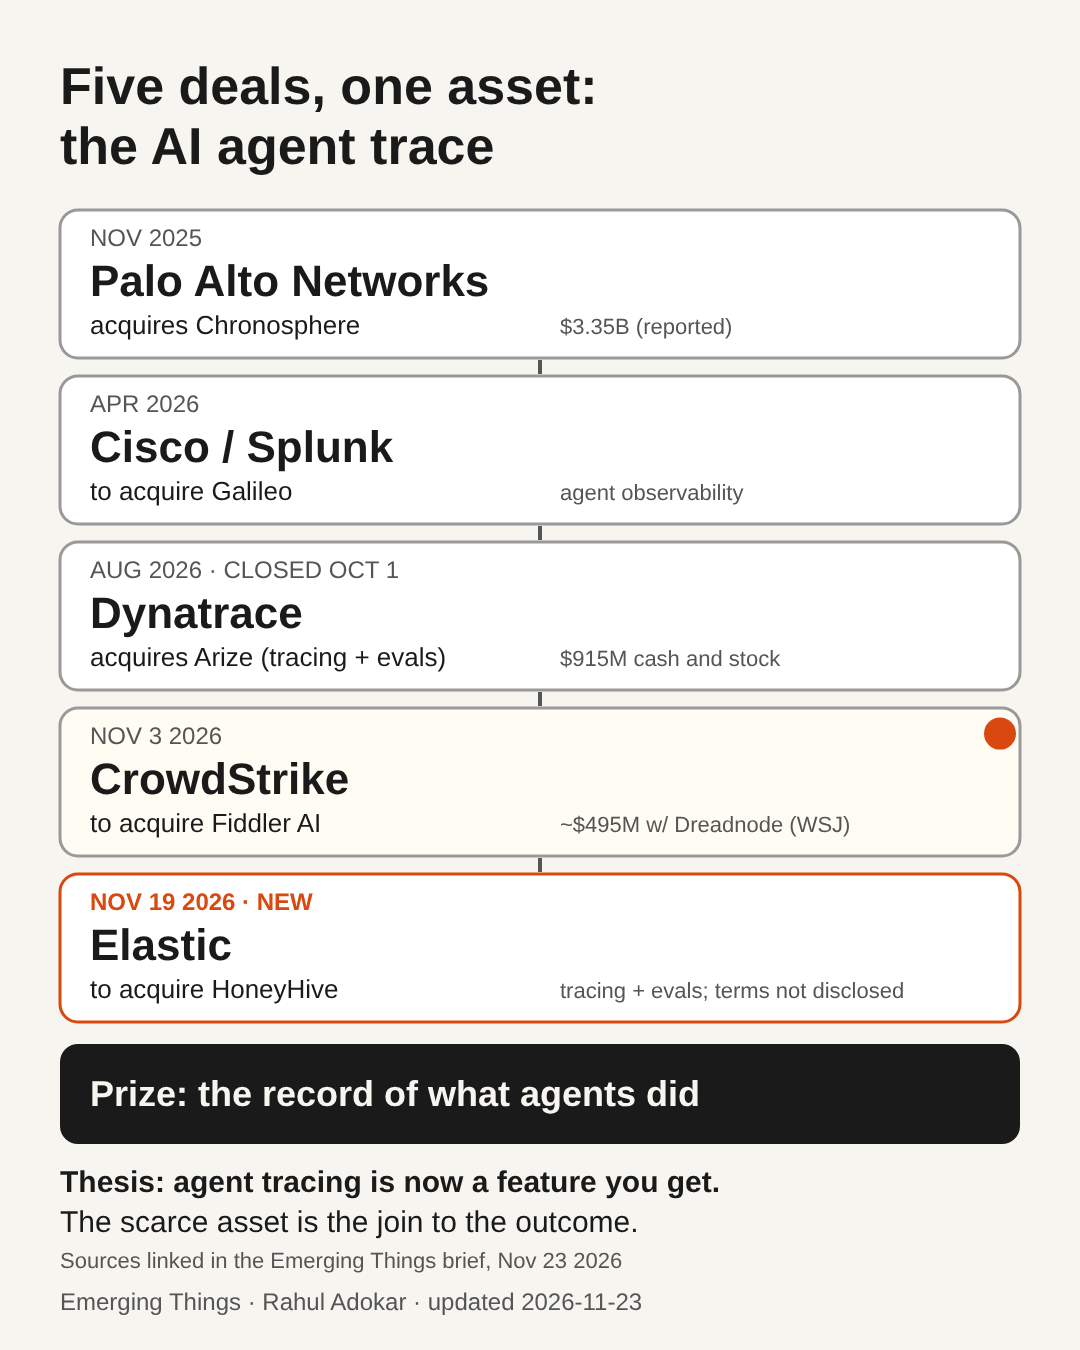 Five deals, one asset:
the AI agent trace
NOV 2025
Palo Alto Networks
acquires Chronosphere
$3.35B (reported)
APR 2026
Cisco / Splunk
to acquire Galileo
agent observability
AUG 2026 · CLOSED OCT 1
Dynatrace
acquires Arize (tracing + evals)
$915M cash and stock
NOV 3 2026
CrowdStrike
to acquire Fiddler AI
~$495M w/ Dreadnode (WSJ)
NOV 19 2026 · NEW
Elastic
to acquire HoneyHive
tracing + evals; terms not disclosed
Prize: the record of what agents did
Thesis: agent tracing is now a feature you get.
The scarce asset is the join to the outcome.
Sources linked in the Emerging Things brief, Nov 23 2026
Emerging Things · Rahul Adokar · updated 2026-11-23